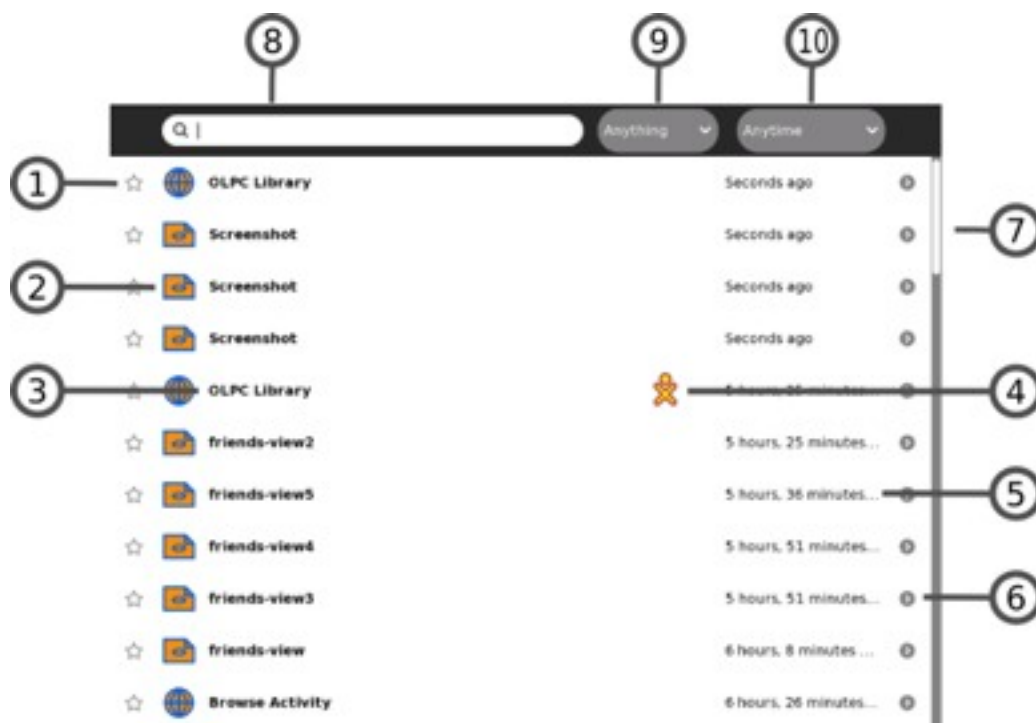 8 9 10
Anything Anytime
1 OLPC Library Seconds ago
Screenshot Seconds ago 7
2 Screenshot Seconds ago
Screenshot Seconds ago
3 OLPC Library 4
friends-view2 5 hours, 25 minutes...
friends-view5 5 hours, 36 minutes... 5
friends-view4 5 hours, 51 minutes...
friends-view3 5 hours, 51 minutes... 6
friends-view 6 hours, 8 minutes ...
Browse Activity 6 hours, 26 minutes...